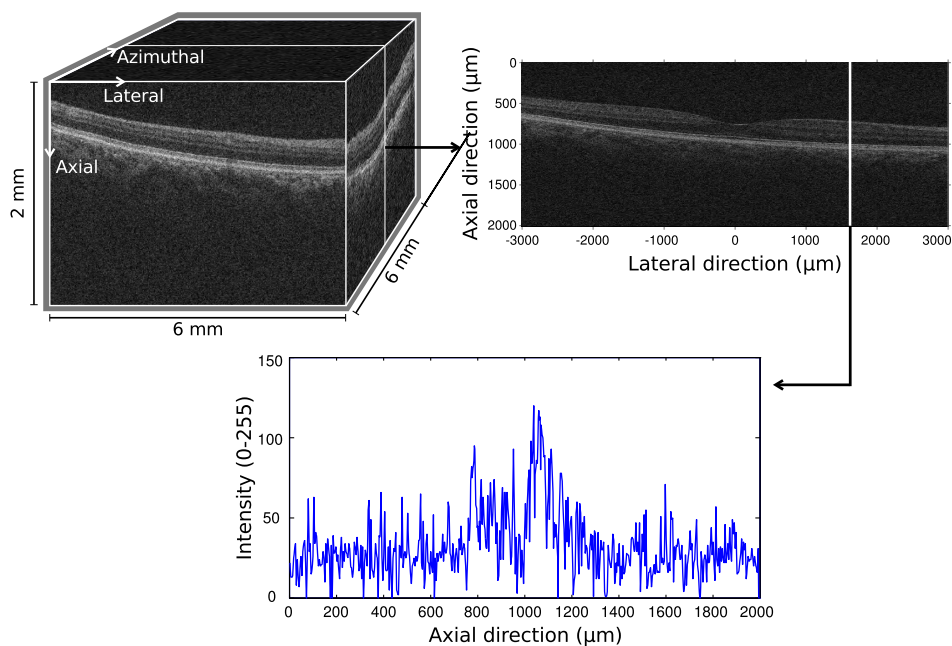 Azimuthal
Lateral
Axial
2 mm
6 mm
6 mm
Axial direction (μm)
0
500
1000
1500
2000
-3000 -2000 -1000 0 1000 2000 3000
Lateral direction (μm)
Intensity (0-255)
150
100
50
0
0 200 400 600 800 1000 1200 1400 1600 1800 2000
Axial direction (μm)